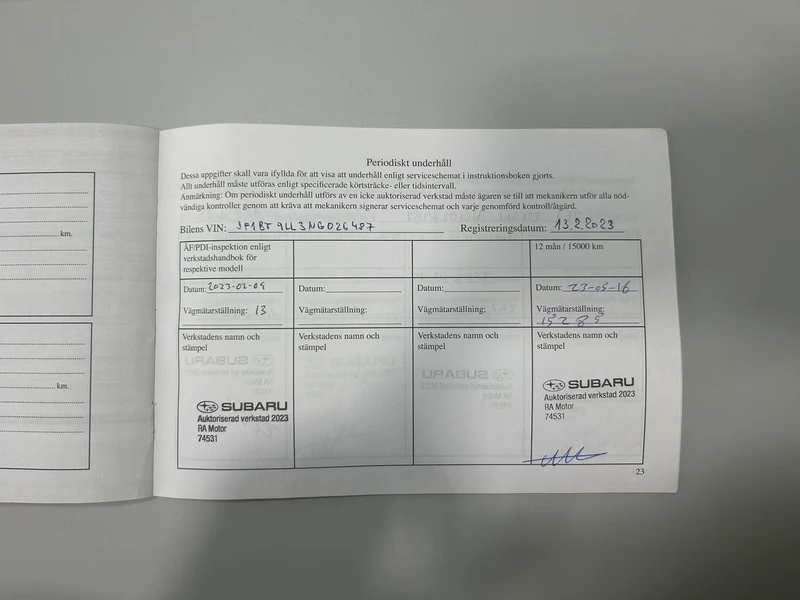 km.
km.
Periodiskt underhåll
Dessa uppgifter skall vara ifyllda för att visa att underhåll enligt serviceschemat i instruktionsboken gjorts.
Allt underhåll måste utföras enligt specificerade körtsträcke- eller tidsintervall.
Anmärkning: Om periodiskt underhåll utförs av en icke auktoriserad verkstad måste ägaren se till att mekanikern utför alla nöd-
vändiga kontroller genom att kräva att mekanikern signerar serviceschemat och varje genomförd kontroll/åtgärd.
Bilens VIN: JF1BT9LL3NG026487 Registreringsdatum: 13.2.2023
ÅF/PDI-inspektion enligt
verkstadshandbok för
respektive modell
12 mån / 15000 km
Datum: 2023-02-09 Datum: Datum: Datum: 23-05-16
Vägmätarställning: 13 Vägmätarställning: Vägmätarställning: Vägmätarställning:
15285
Verkstadens namn och
stämpel
Verkstadens namn och
stämpel
Verkstadens namn och
stämpel
Verkstadens namn och
stämpel
SUBARU
Auktoriserad verkstad 2023
RA Motor
74531
SUBARU
Auktoriserad verkstad 2023
RA Motor
74531
23